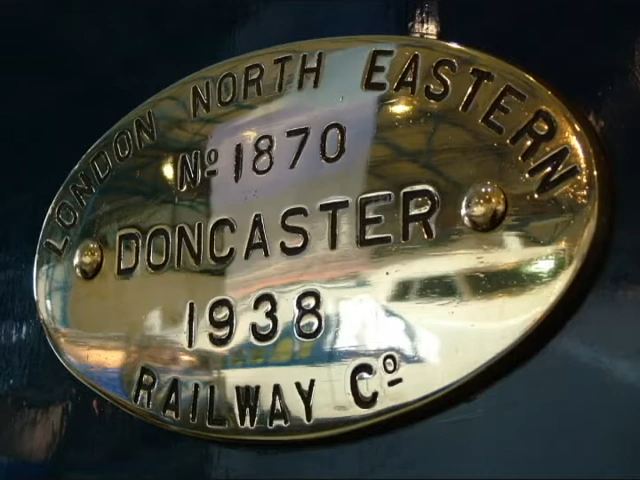 LONDON NORTH EASTERN
Nº 1870
DONCASTER
1938
RAILWAY Cº